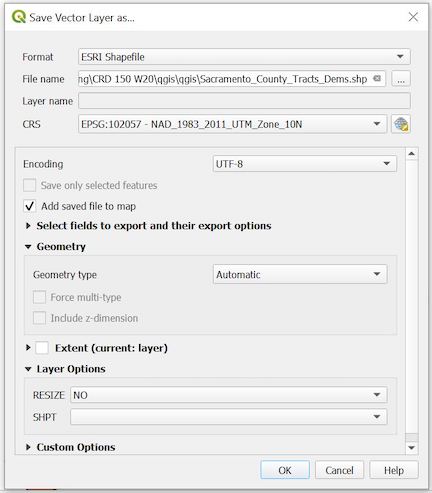 Save Vector Layer as...
Format ESRI Shapefile
File name ng\CRD 150 W20\qgis\qgis\Sacramento_County_Tracts_Dems.shp ...
Layer name
CRS EPSG:102057 - NAD_1983_2011_UTM_Zone_10N
Encoding UTF-8
Save only selected features
Add saved file to map
Select fields to export and their export options
Geometry
Geometry type Automatic
Force multi-type
Include z-dimension
Extent (current: layer)
Layer Options
RESIZE NO
SHPT
Custom Options
OK Cancel Help